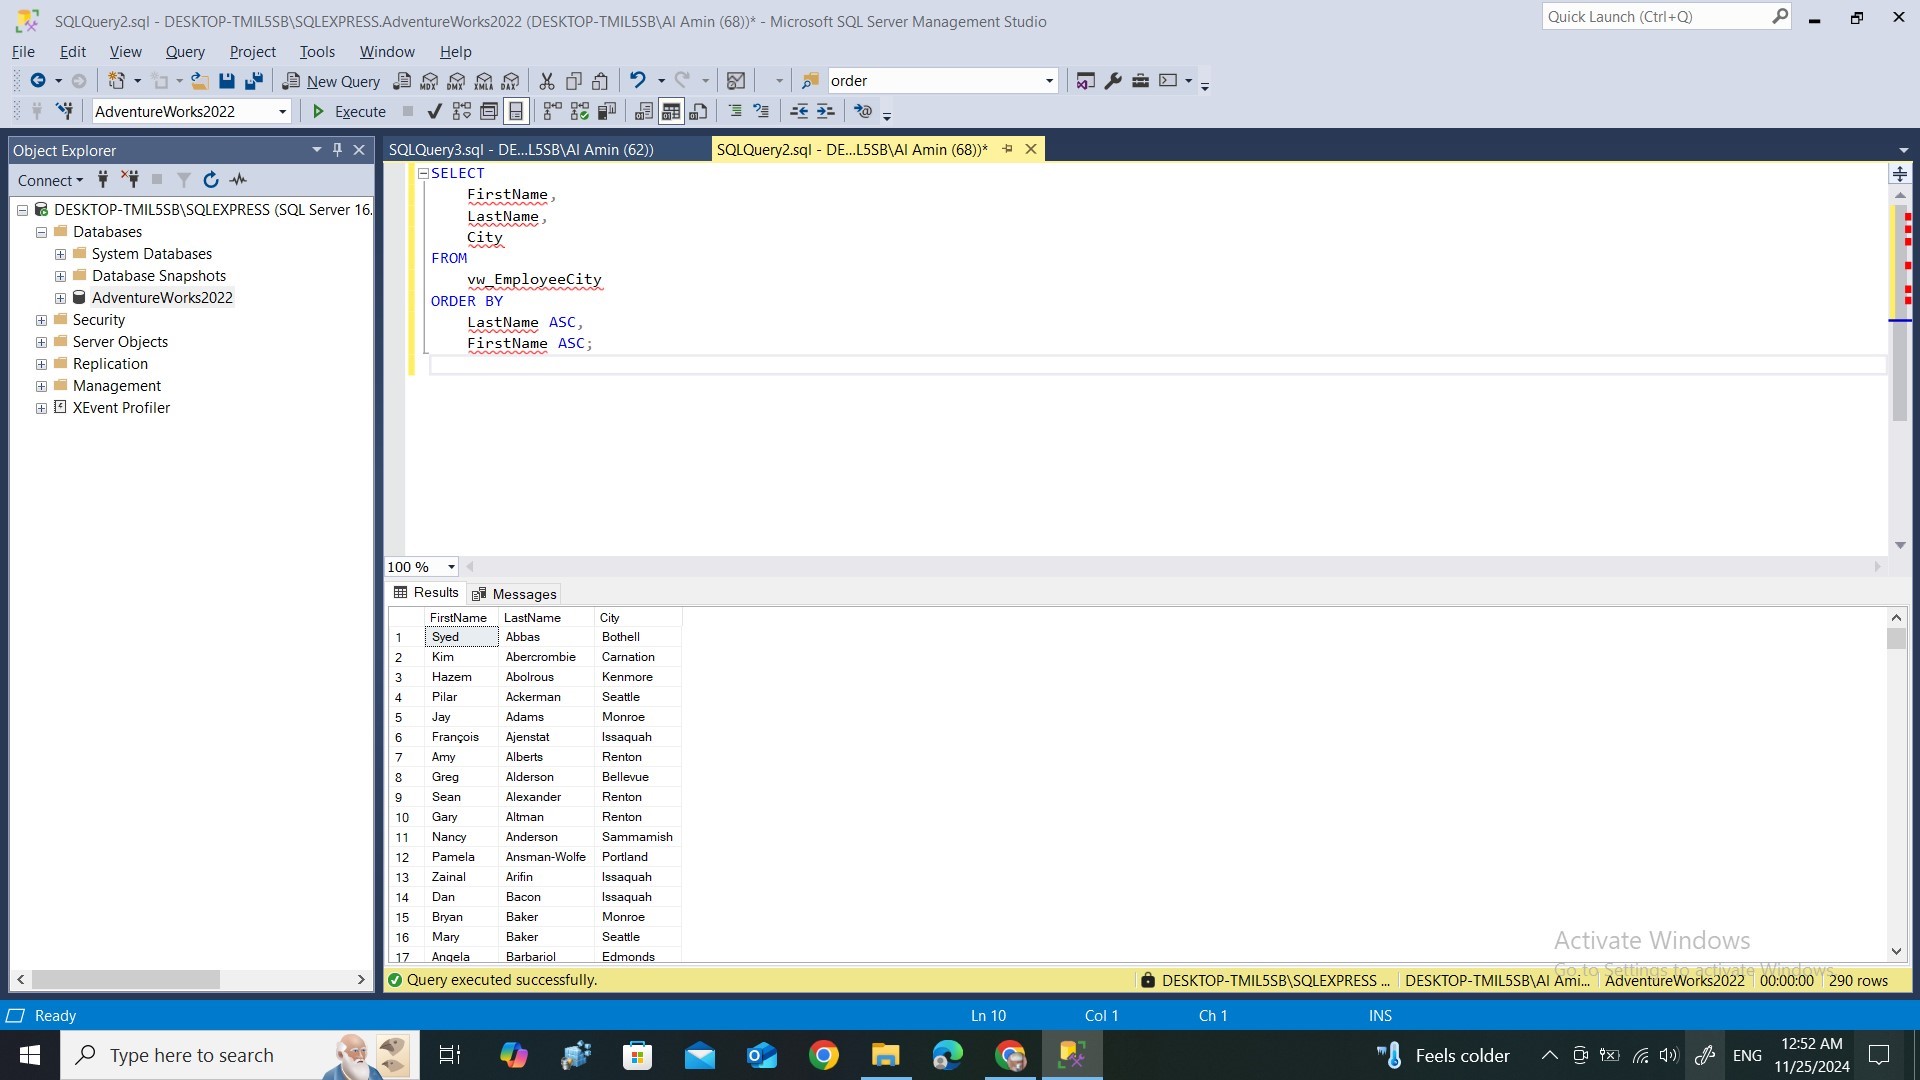 SQLQuery2.sql - DESKTOP-TMIL5SB\SQLEXPRESS.AdventureWorks2022 (DESKTOP-TMIL5SB\Al Amin (68))* - Microsoft SQL Server Management Studio
Quick Launch (Ctrl+Q)
File Edit View Query Project Tools Window Help
New Query MDX DMX XMLA DAX order
AdventureWorks2022 Execute
Object Explorer
SQLQuery3.sql - DE...L5SB\Al Amin (62))
SQLQuery2.sql - DE...L5SB\Al Amin (68))*
Connect
DESKTOP-TMIL5SB\SQLEXPRESS (SQL Server 16.
Databases
System Databases
Database Snapshots
AdventureWorks2022
Security
Server Objects
Replication
Management
XEvent Profiler
SELECT
FirstName,
LastName,
City
FROM
vw_EmployeeCity
ORDER BY
LastName ASC,
FirstName ASC;
100 %
Results Messages
FirstName LastName City
1 Syed Abbas Bothell
2 Kim Abercrombie Carnation
3 Hazem Abolrous Kenmore
4 Pilar Ackerman Seattle
5 Jay Adams Monroe
6 François Ajenstat Issaquah
7 Amy Alberts Renton
8 Greg Alderson Bellevue
9 Sean Alexander Renton
10 Gary Altman Renton
11 Nancy Anderson Sammamish
12 Pamela Ansman-Wolfe Portland
13 Zainal Arifin Issaquah
14 Dan Bacon Issaquah
15 Bryan Baker Monroe
16 Mary Baker Seattle
17 Angela Barbariol Edmonds
Activate Windows
Go to Settings to activate Windows.
Query executed successfully.
DESKTOP-TMIL5SB\SQLEXPRESS ... DESKTOP-TMIL5SB\Al Ami... AdventureWorks2022 00:00:00 290 rows
Ready Ln 10 Col 1 Ch 1 INS
Type here to search
Feels colder
ENG
12:52 AM
11/25/2024